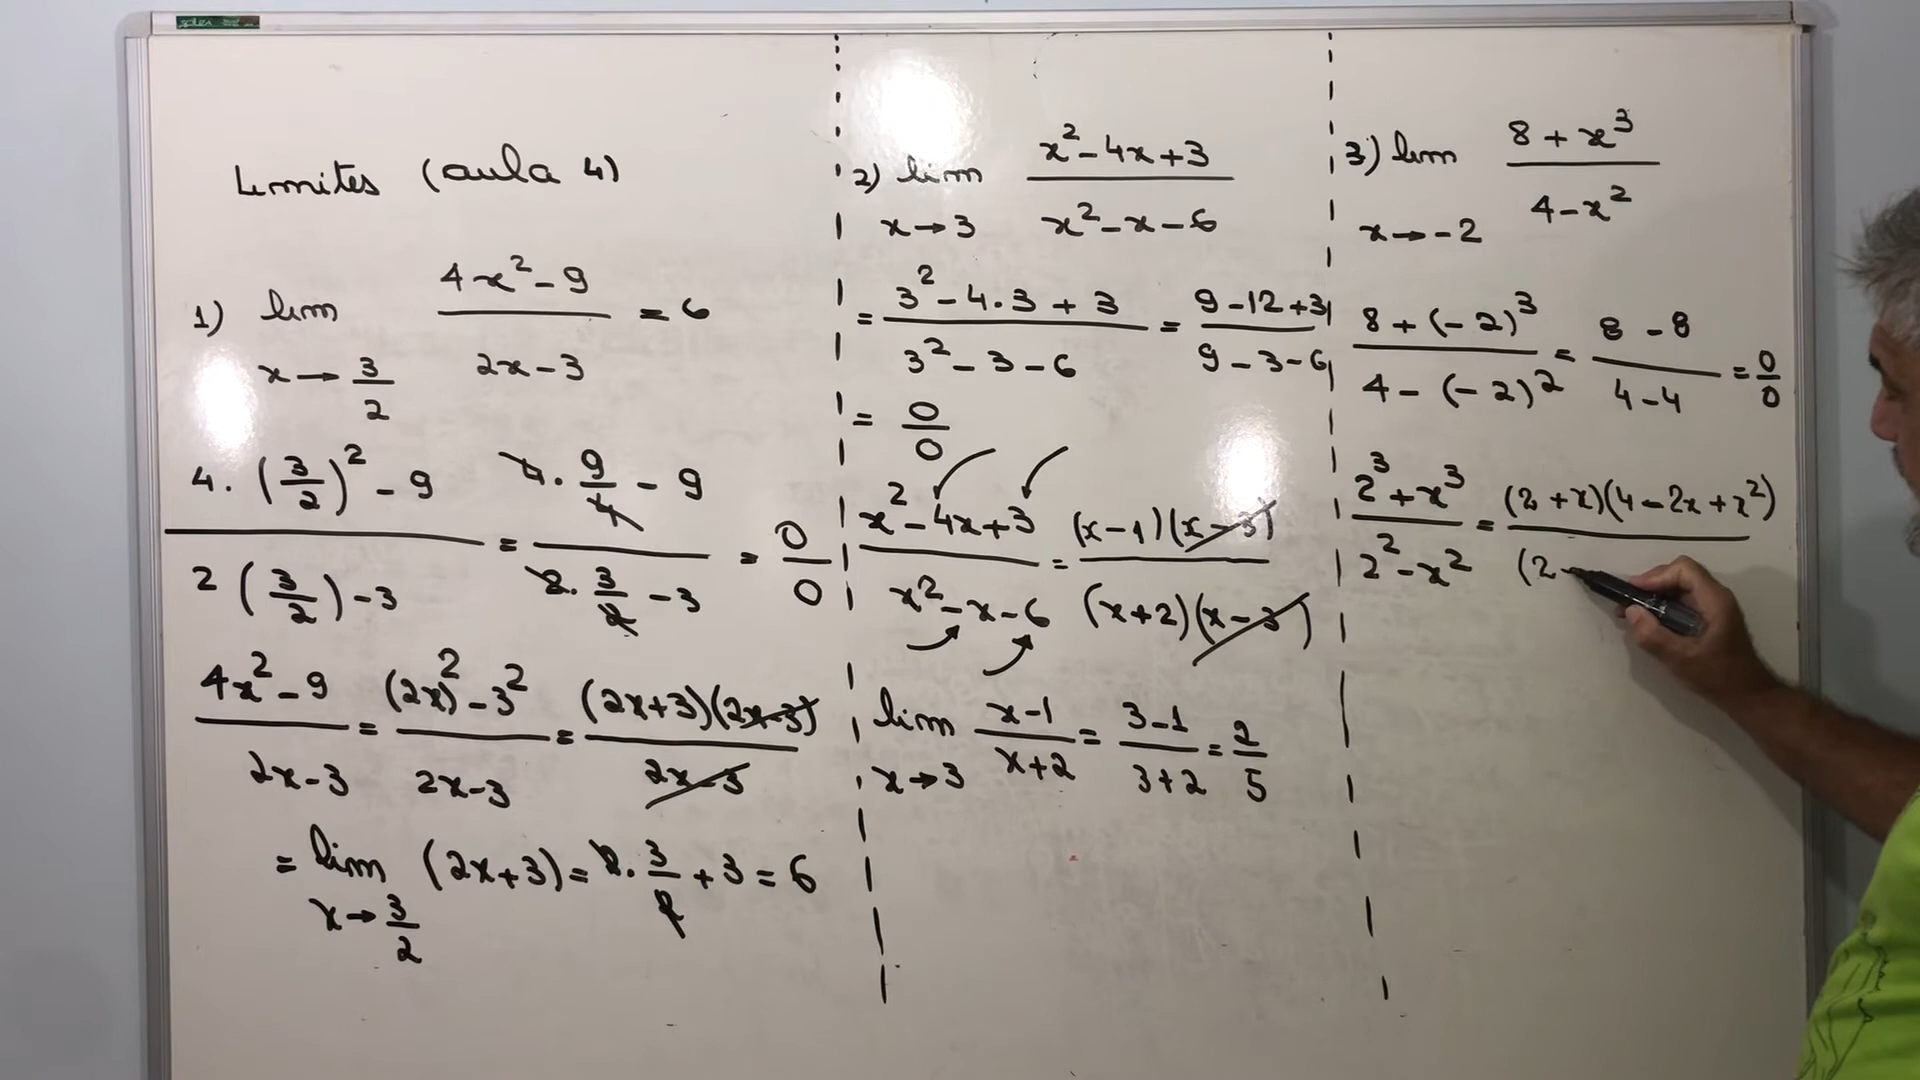 Limites (aula 4)
1) lim x→3/2 (4x² - 9)/(2x - 3) = 6
(4 · (3/2)² - 9)/(2(3/2) - 3) = (4 · 9/4 - 9)/(2 · 3/2 - 3) = 0/0
(4x² - 9)/(2x - 3) = ((2x)² - 3²)/(2x - 3) = ((2x + 3)(2x - 3))/(2x - 3)
= lim x→3/2 (2x + 3) = 2 · 3/2 + 3 = 6
2) lim x→3 (x² - 4x + 3)/(x² - x - 6)
= (3² - 4.3 + 3)/(3² - 3 - 6) = (9 - 12 + 3)/(9 - 3 - 6)
= 0/0
(x² - 4x + 3)/(x² - x - 6) = ((x - 1)(x - 3))/((x + 2)(x - 3))
lim x→3 (x - 1)/(x + 2) = (3 - 1)/(3 + 2) = 2/5
3) lim x→-2 (8 + x³)/(4 - x²)
(8 + (-2)³)/(4 - (-2)²) = (8 - 8)/(4 - 4) = 0/0
(2³ + x³)/(2² - x²) = ((2 + x)(4 - 2x + x²))/(2 -